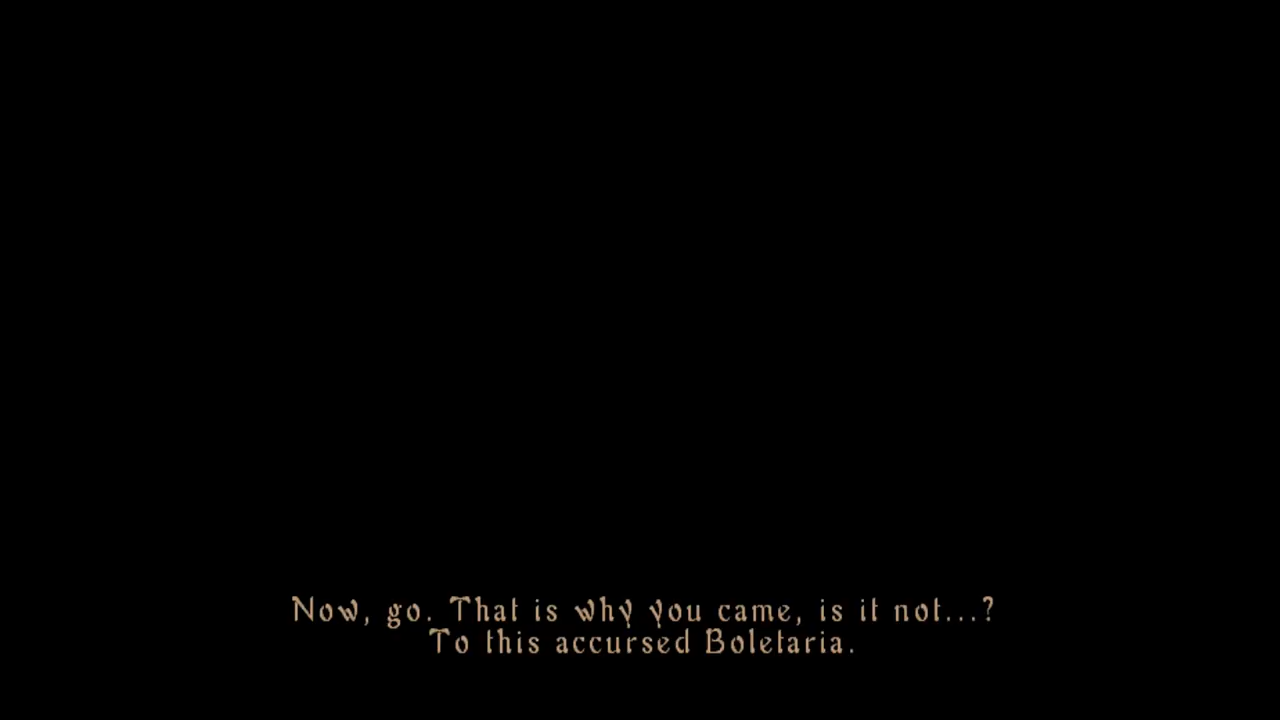 Now, go. That is why you came, is it not...?
To this accursed Boletaria.